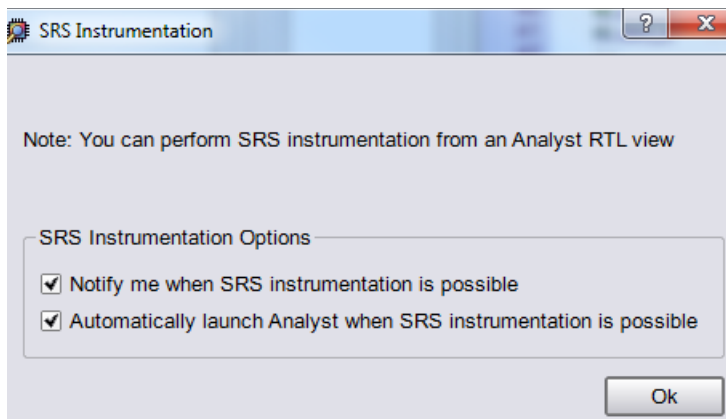 SRS Instrumentation
?
X
Note: You can perform SRS instrumentation from an Analyst RTL view
SRS Instrumentation Options
Notify me when SRS instrumentation is possible
Automatically launch Analyst when SRS instrumentation is possible
Ok